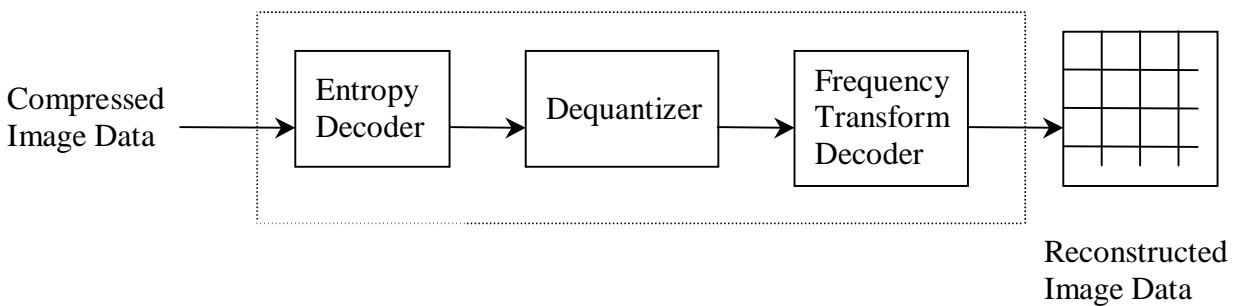 Compressed
Image Data
Entropy
Decoder
Dequantizer
Frequency
Transform
Decoder
Reconstructed
Image Data